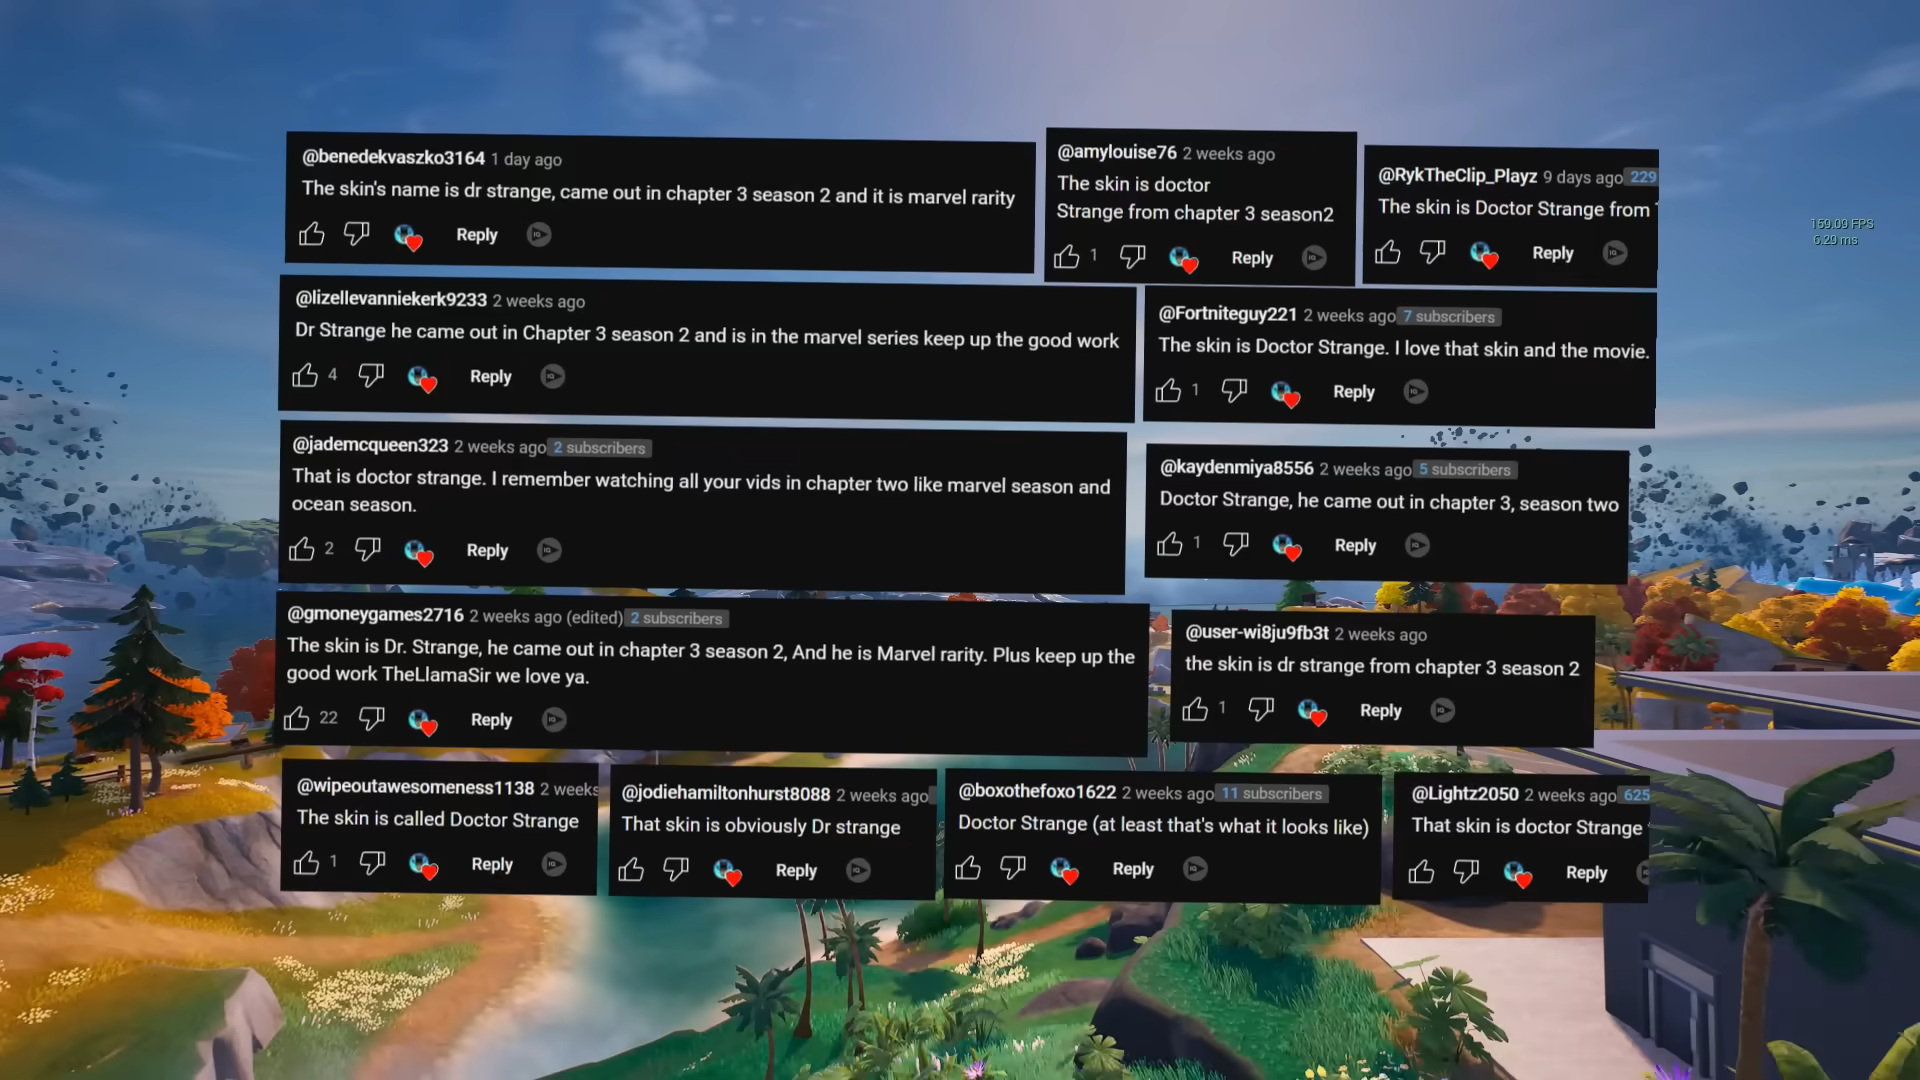 @benedekvaszko3164 1 day ago
The skin's name is dr strange, came out in chapter 3 season 2 and it is marvel rarity
Reply
@amylouise76 2 weeks ago
The skin is doctor
Strange from chapter 3 season2
1 Reply
@RykTheClip_Playz 9 days ago 229
The skin is Doctor Strange from
Reply
159.09 FPS
6.29 ms
@lizellevanniekerk9233 2 weeks ago
Dr Strange he came out in Chapter 3 season 2 and is in the marvel series keep up the good work
4 Reply
@Fortniteguy221 2 weeks ago 7 subscribers
The skin is Doctor Strange. I love that skin and the movie.
1 Reply
@jademcqueen323 2 weeks ago 2 subscribers
That is doctor strange. I remember watching all your vids in chapter two like marvel season and
ocean season.
2 Reply
@kaydenmiya8556 2 weeks ago 5 subscribers
Doctor Strange, he came out in chapter 3, season two
1 Reply
@gmoneygames2716 2 weeks ago (edited) 2 subscribers
The skin is Dr. Strange, he came out in chapter 3 season 2, And he is Marvel rarity. Plus keep up the
good work TheLlamaSir we love ya.
22 Reply
@user-wi8ju9fb3t 2 weeks ago
the skin is dr strange from chapter 3 season 2
1 Reply
@wipeoutawesomeness1138 2 weeks
The skin is called Doctor Strange
1 Reply
@jodiehamiltonhurst8088 2 weeks ago
That skin is obviously Dr strange
Reply
@boxothefoxo1622 2 weeks ago 11 subscribers
Doctor Strange (at least that's what it looks like)
Reply
@Lightz2050 2 weeks ago 625
That skin is doctor Strange
Reply